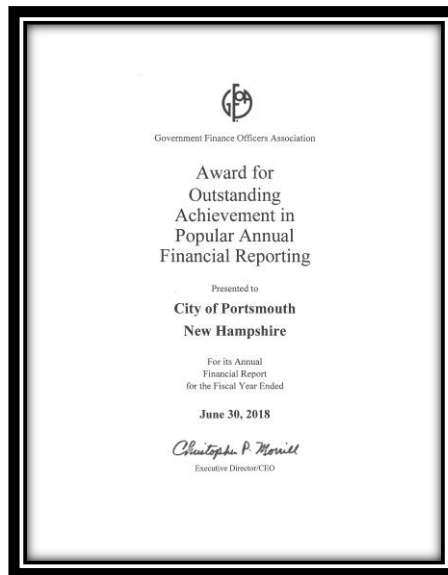 GFOA
Government Finance Officers Association
Award for
Outstanding
Achievement in
Popular Annual
Financial Reporting
Presented to
City of Portsmouth
New Hampshire
For its Annual
Financial Report
for the Fiscal Year Ended
June 30, 2018
Christopher P. Morrill
Executive Director/CEO